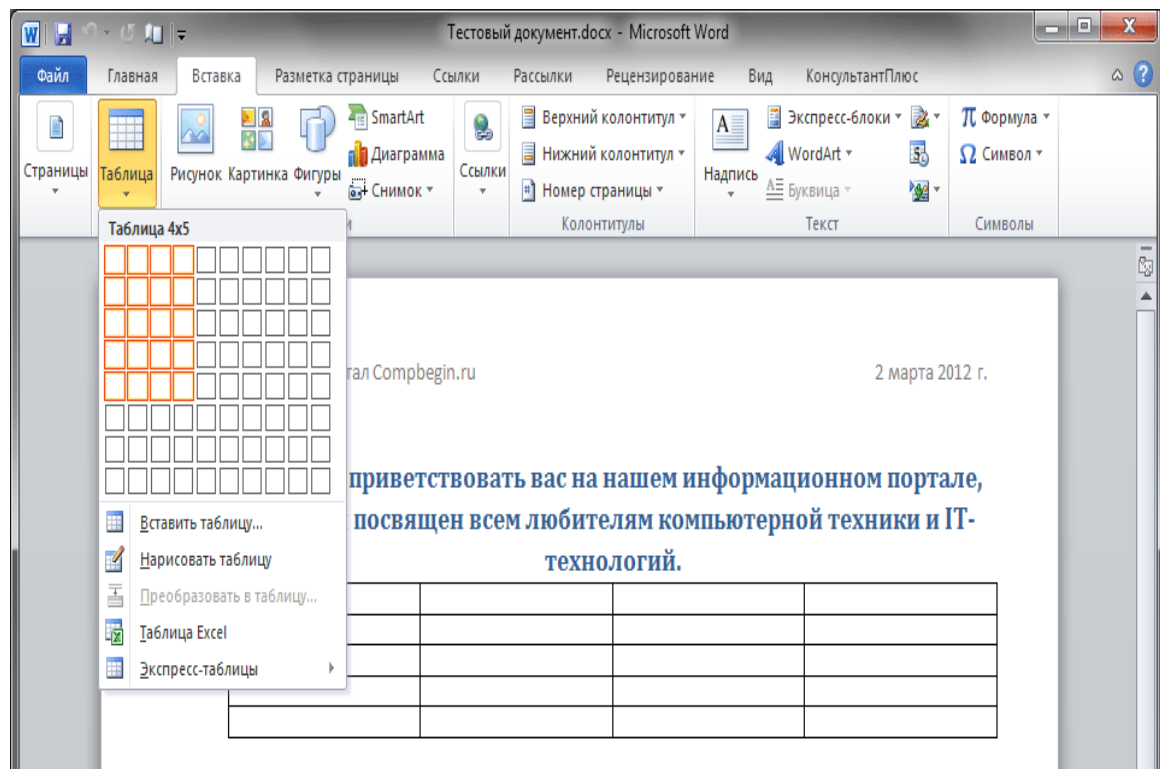 Тестовый документ.docx - Microsoft Word
Файл Главная Вставка Разметка страницы Ссылки Рассылки Рецензирование Вид КонсультантПлюс
Страницы
Таблица
Рисунок Картинка Фигуры
SmartArt
Диаграмма
Снимок
Ссылки
Верхний колонтитул
Нижний колонтитул
Номер страницы
Колонтитулы
Надпись
Экспресс-блоки
WordArt
Буквица
Текст
π Формула
Ω Символ
Символы
Таблица 4x5
Вставить таблицу...
Нарисовать таблицу
Преобразовать в таблицу...
Таблица Excel
Экспресс-таблицы
Compbegin.ru 2 марта 2012 г.
приветствовать вас на нашем информационном портале,
посвящен всем любителям компьютерной техники и IT-
технологий.